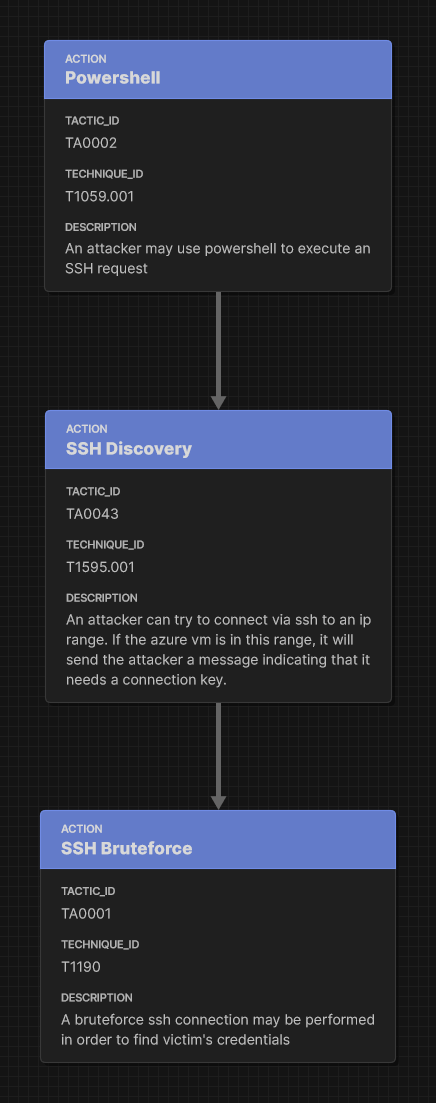 ACTION
Powershell
TACTIC_ID
TA0002
TECHNIQUE_ID
T1059.001
DESCRIPTION
An attacker may use powershell to execute an
SSH request
ACTION
SSH Discovery
TACTIC_ID
TA0043
TECHNIQUE_ID
T1595.001
DESCRIPTION
An attacker can try to connect via ssh to an ip
range. If the azure vm is in this range, it will
send the attacker a message indicating that it
needs a connection key.
ACTION
SSH Bruteforce
TACTIC_ID
TA0001
TECHNIQUE_ID
T1190
DESCRIPTION
A bruteforce ssh connection may be performed
in order to find victim's credentials